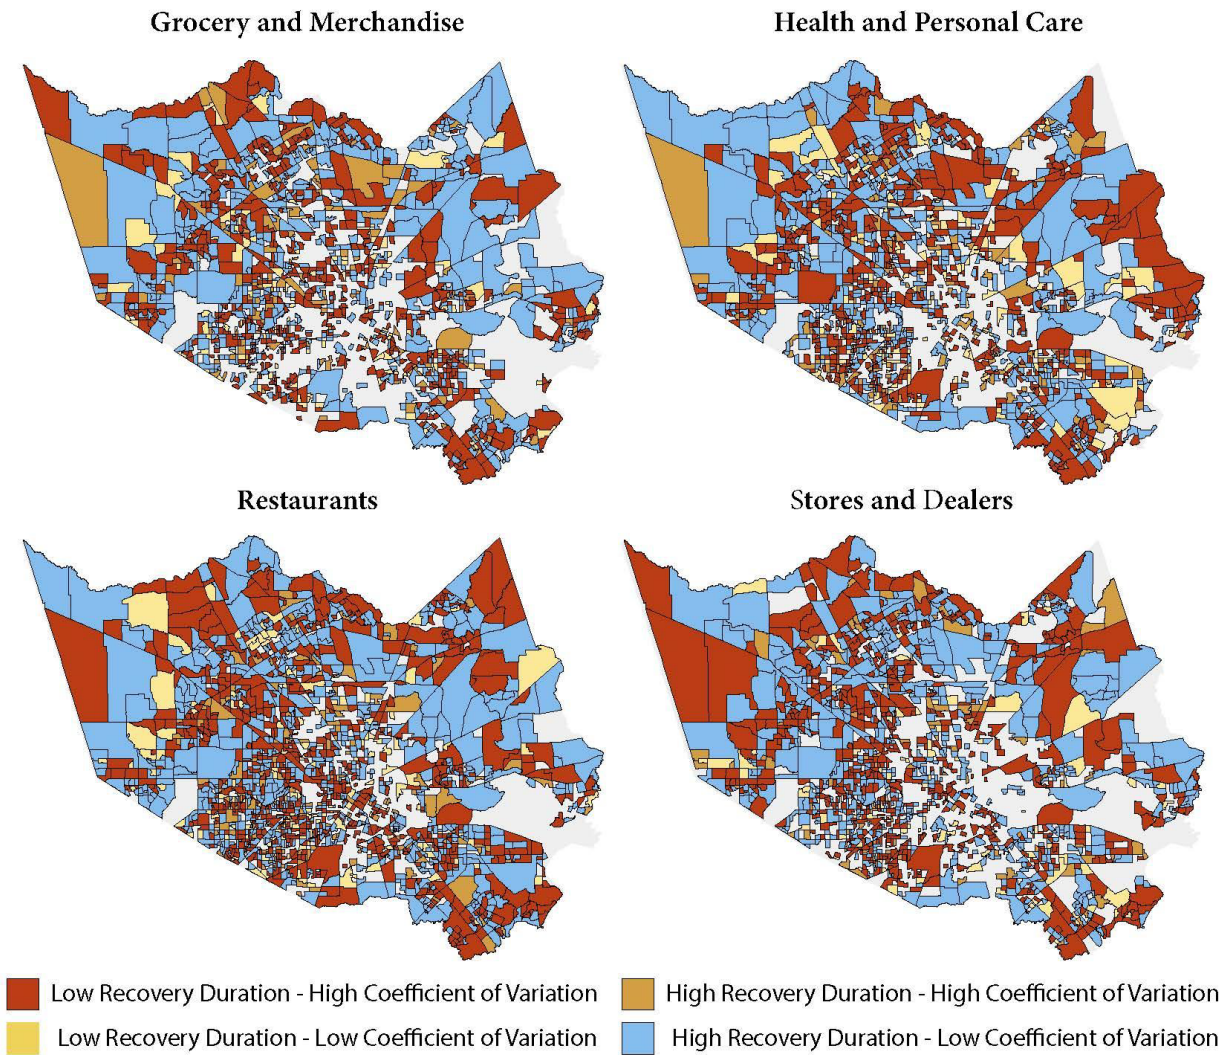 Grocery and Merchandise
Health and Personal Care
Restaurants
Stores and Dealers
Low Recovery Duration - High Coefficient of Variation
High Recovery Duration - High Coefficient of Variation
Low Recovery Duration - Low Coefficient of Variation
High Recovery Duration - Low Coefficient of Variation